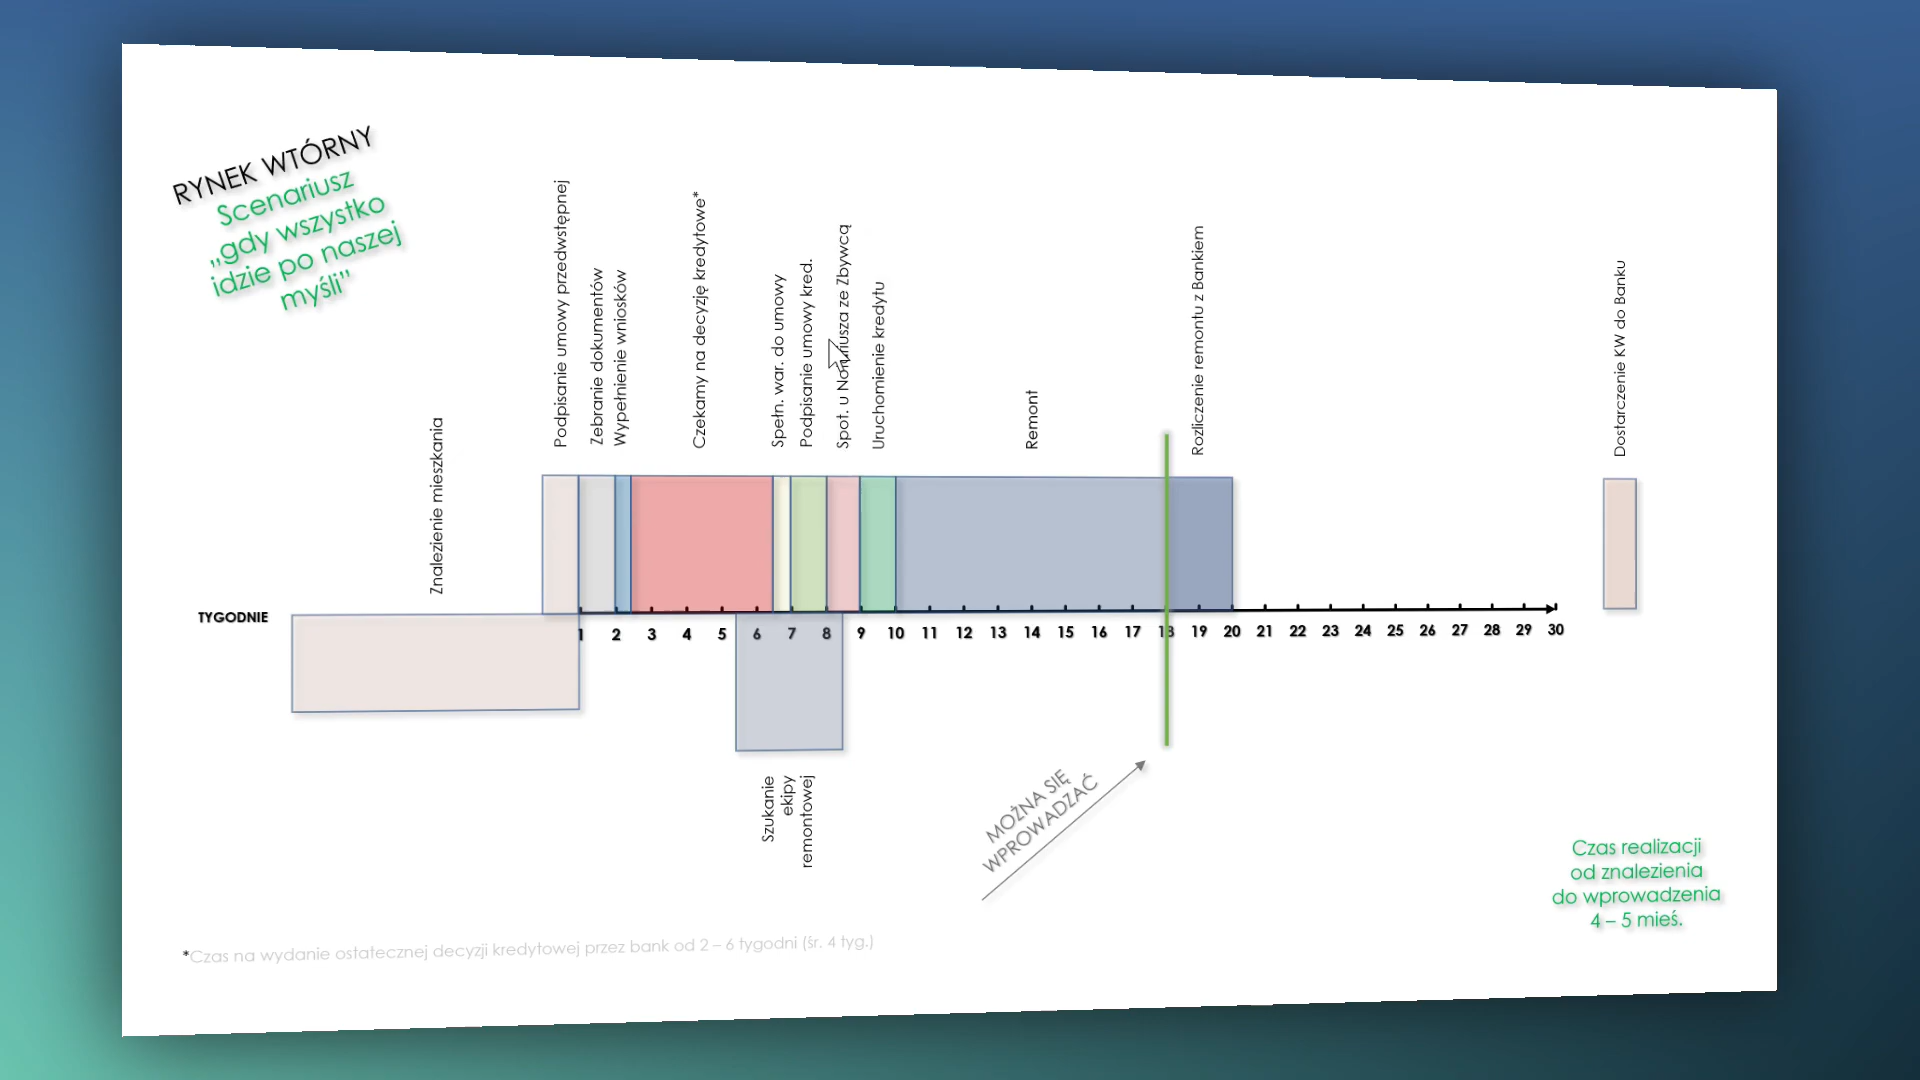 RYNEK WTÓRNY
Scenariusz
„gdy wszystko
idzie po naszej
myśli”
Znalezienie mieszkania
Podpisanie umowy przedwstępnej
Zebranie dokumentów
Wypełnienie wniosków
Czekamy na decyzję kredytowe*
Spełn. war. do umowy
Podpisanie umowy kred.
Spot. u Notariusza ze Zbywcą
Uruchomienie kredytu
Remont
Rozliczenie remontu z Bankiem
Dostarczenie KW do Banku
TYGODNIE
1 2 3 4 5 6 7 8 9 10 11 12 13 14 15 16 17 18 19 20 21 22 23 24 25 26 27 28 29 30
Szukanie
ekipy
remontowej
MOŻNA SIĘ
WPROWADZAĆ
Czas realizacji
od znalezienia
do wprowadzenia
4 – 5 mieś.
*Czas na wydanie ostatecznej decyzji kredytowej przez bank od 2 – 6 tygodni (śr. 4 tyg.)